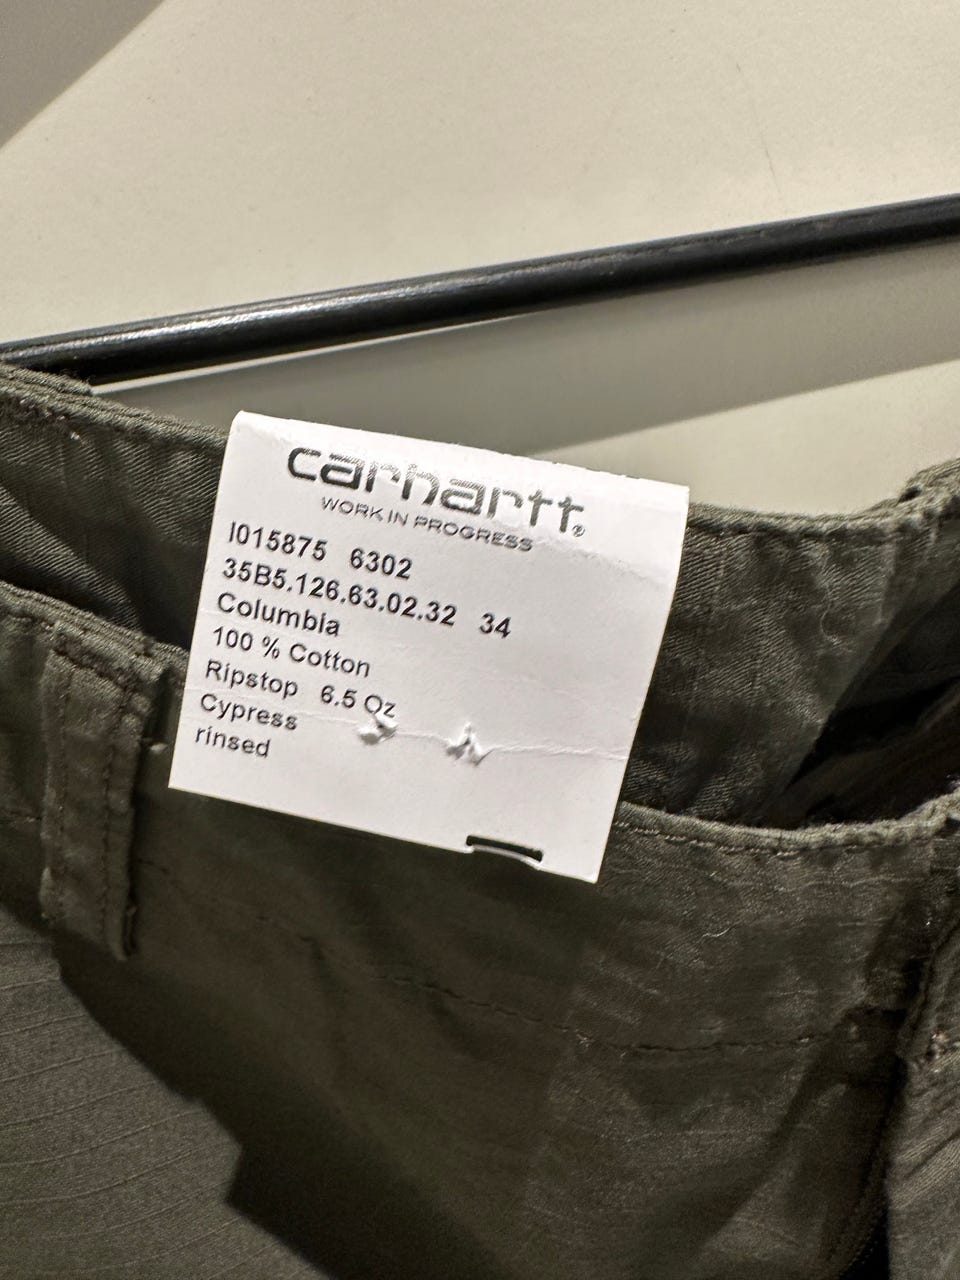 carhartt®
WORK IN PROGRESS
I015875 6302
35B5.126.63.02.32 34
Columbia
100 % Cotton
Ripstop 6.5 Oz
Cypress
rinsed